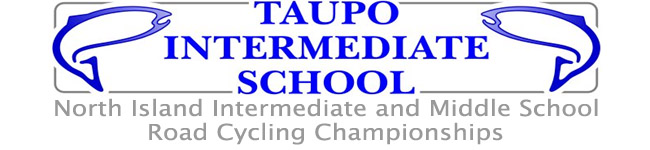 TAUPO
INTERMEDIATE
SCHOOL
North Island Intermediate and Middle School
Road Cycling Championships